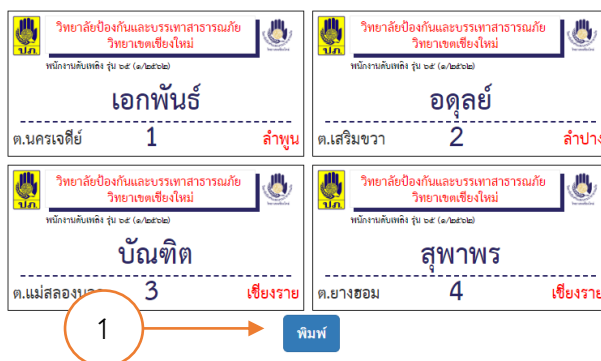 วิทยาลัยป้องกันและบรรเทาสาธารณภัย
วิทยาเขตเชียงใหม่
ปภ.
พนักงานดับเพลิง รุ่น ๖๕ (๑/๒๕๖๒)
เอกพันธ์
ต.นครเจดีย์ 1 ลำพูน
วิทยาลัยป้องกันและบรรเทาสาธารณภัย
วิทยาเขตเชียงใหม่
ปภ.
พนักงานดับเพลิง รุ่น ๖๕ (๑/๒๕๖๒)
อดุลย์
ต.เสริมขวา 2 ลำปาง
วิทยาลัยป้องกันและบรรเทาสาธารณภัย
วิทยาเขตเชียงใหม่
ปภ.
พนักงานดับเพลิง รุ่น ๖๕ (๑/๒๕๖๒)
บัณฑิต
3 เชียงราย
วิทยาลัยป้องกันและบรรเทาสาธารณภัย
วิทยาเขตเชียงใหม่
ปภ.
พนักงานดับเพลิง รุ่น ๖๕ (๑/๒๕๖๒)
สุพาพร
ต.ยางฮอม 4 เชียงราย
1
พิมพ์